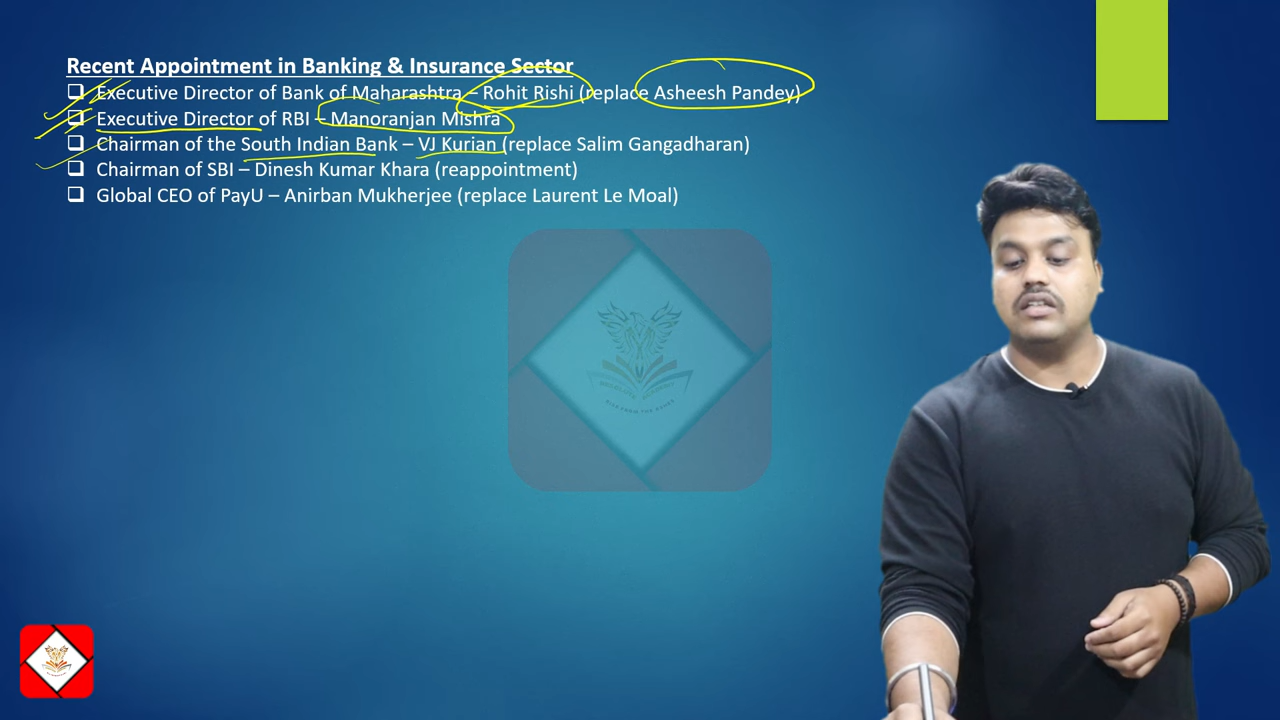 Recent Appointment in Banking & Insurance Sector
❑ Executive Director of Bank of Maharashtra – Rohit Rishi (replace Asheesh Pandey)
❑ Executive Director of RBI – Manoranjan Mishra
❑ Chairman of the South Indian Bank – VJ Kurian (replace Salim Gangadharan)
❑ Chairman of SBI – Dinesh Kumar Khara (reappointment)
❑ Global CEO of PayU – Anirban Mukherjee (replace Laurent Le Moal)